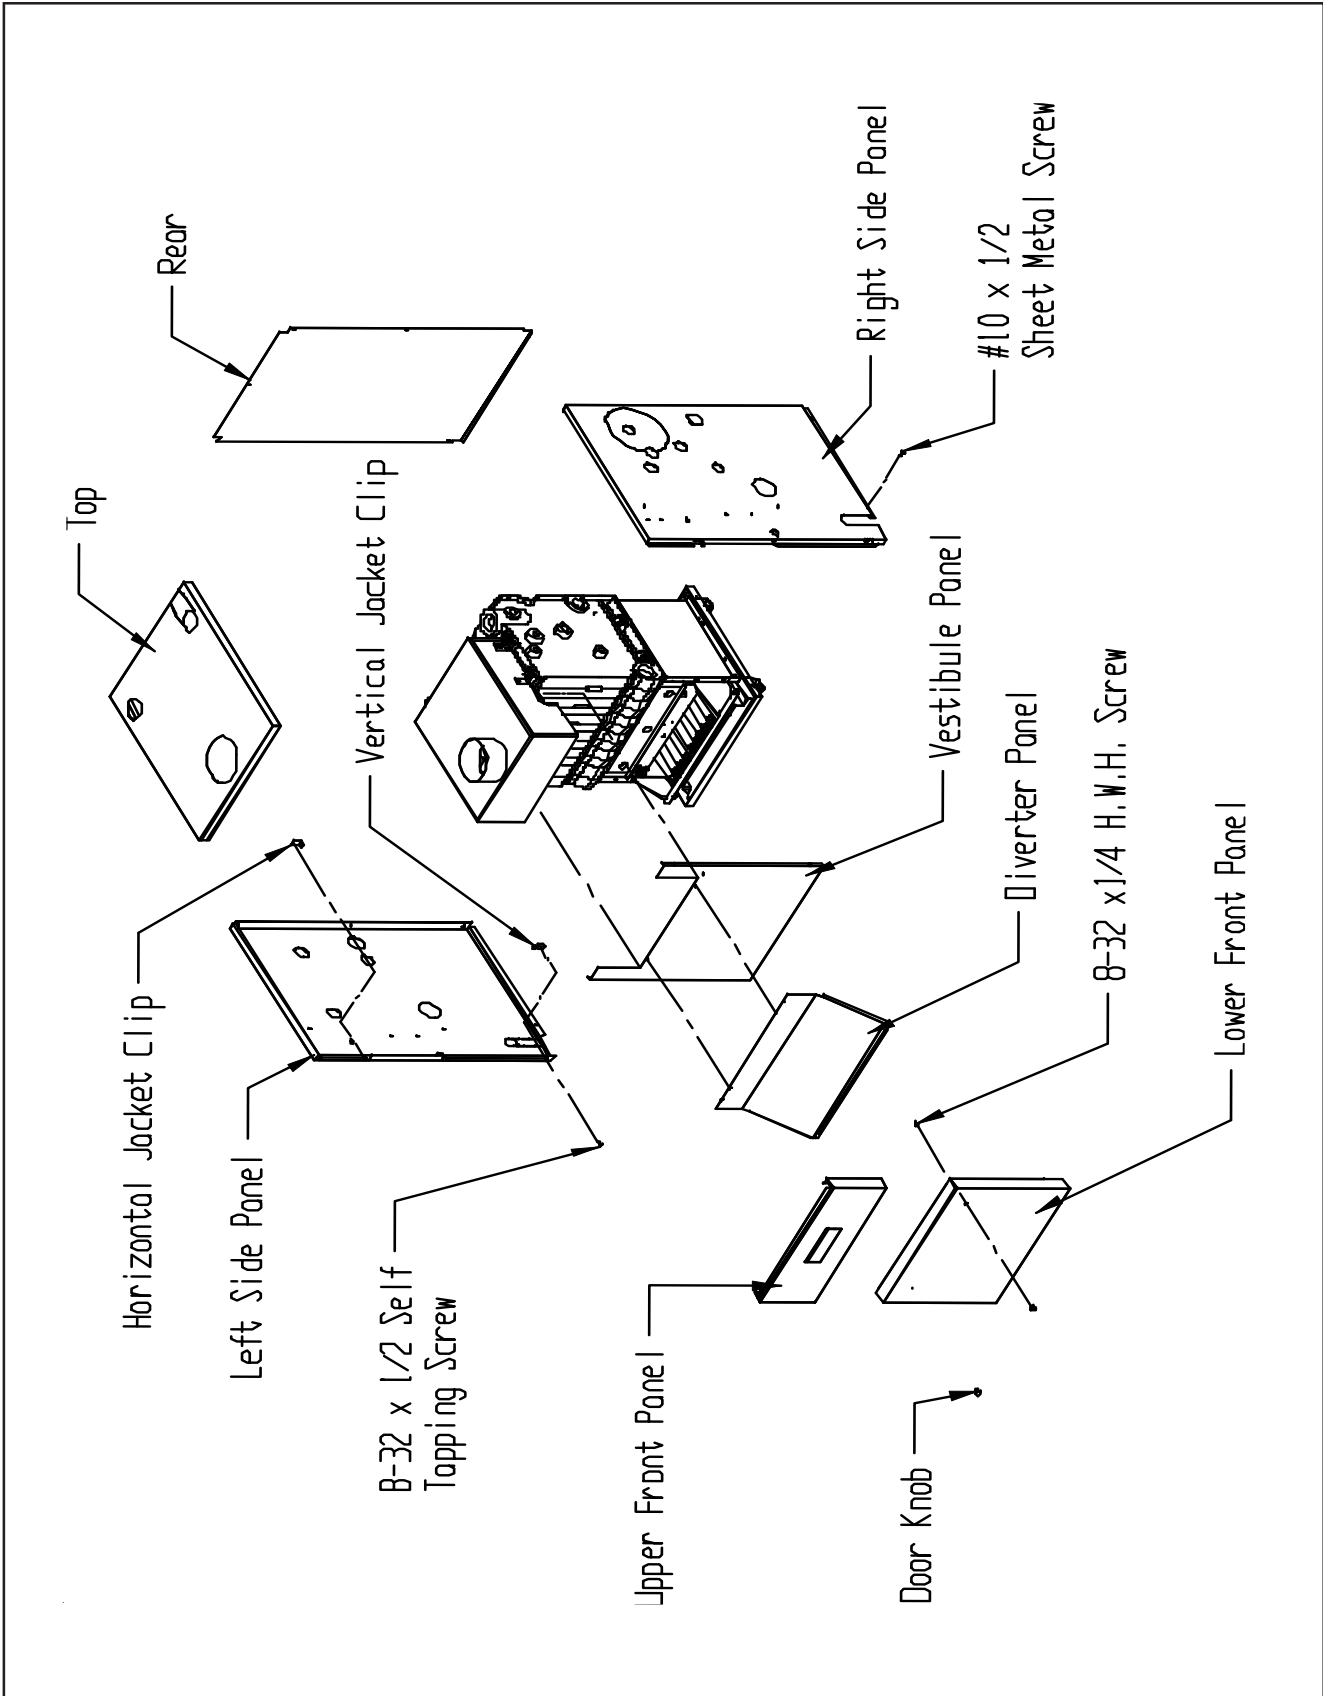 Horizontal Jacket Clip
Top
Rear
Left Side Panel
Vertical Jacket Clip
8-32 x 1/2 Self
Tapping Screw
Right Side Panel
#10 x 1/2
Sheet Metal Screw
Upper Front Panel
Vestibule Panel
Diverter Panel
8-32 x1/4 H.W.H. Screw
Door Knob
Lower Front Panel